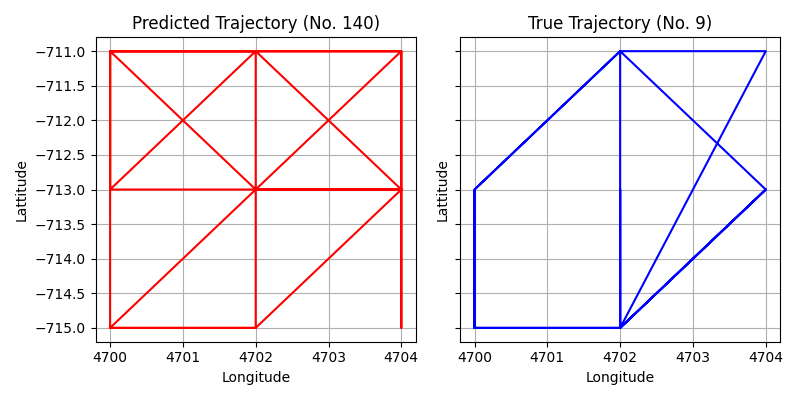 Predicted Trajectory (No. 140)
True Trajectory (No. 9)
Lattitude
−711.0
−711.5
−712.0
−712.5
−713.0
−713.5
−714.0
−714.5
−715.0
4700 4701 4702 4703 4704
Longitude
Lattitude
4700 4701 4702 4703 4704
Longitude